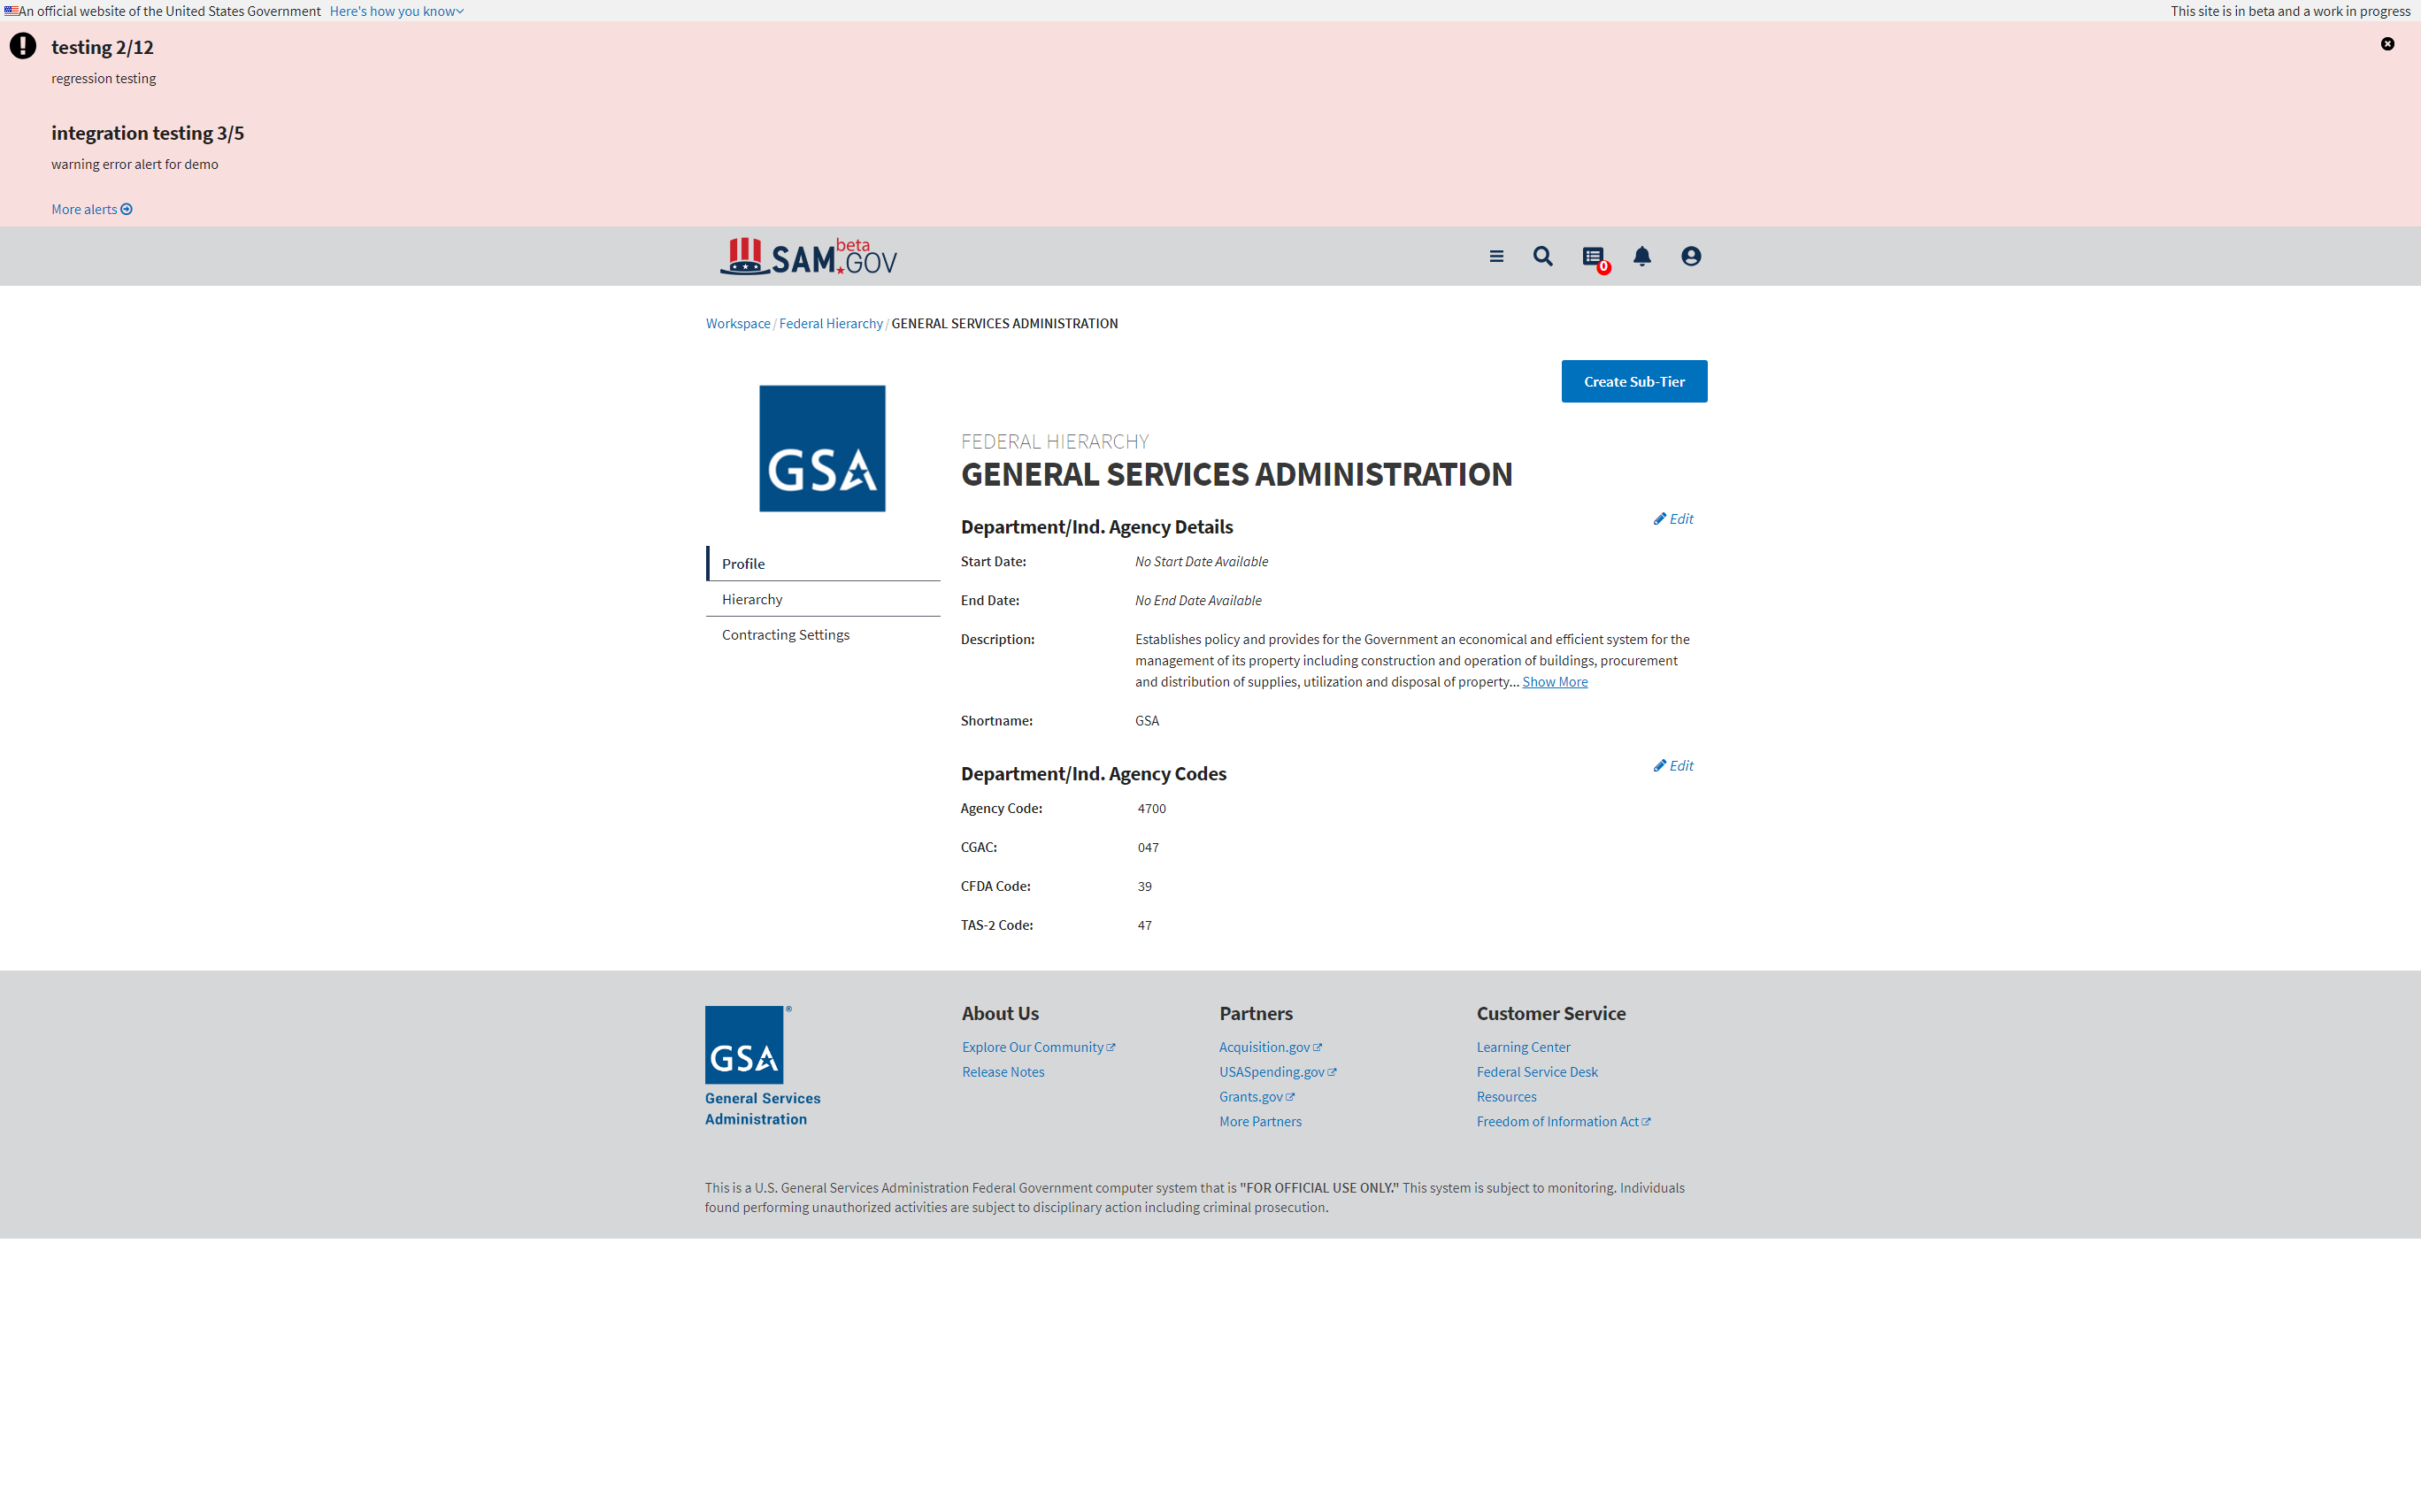 An official website of the United States Government Here's how you know
This site is in beta and a work in progress
testing 2/12
regression testing
integration testing 3/5
warning error alert for demo
More alerts
SAM.GOV beta
0
Workspace / Federal Hierarchy / GENERAL SERVICES ADMINISTRATION
Create Sub-Tier
GSA
FEDERAL HIERARCHY
GENERAL SERVICES ADMINISTRATION
Profile
Hierarchy
Contracting Settings
Department/Ind. Agency Details
Edit
Start Date: No Start Date Available
End Date: No End Date Available
Description: Establishes policy and provides for the Government an economical and efficient system for the
management of its property including construction and operation of buildings, procurement
and distribution of supplies, utilization and disposal of property... Show More
Shortname: GSA
Department/Ind. Agency Codes
Edit
Agency Code: 4700
CGAC: 047
CFDA Code: 39
TAS-2 Code: 47
GSA ®
General Services
Administration
About Us
Explore Our Community
Release Notes
Partners
Acquisition.gov
USASpending.gov
Grants.gov
More Partners
Customer Service
Learning Center
Federal Service Desk
Resources
Freedom of Information Act
This is a U.S. General Services Administration Federal Government computer system that is "FOR OFFICIAL USE ONLY." This system is subject to monitoring. Individuals
found performing unauthorized activities are subject to disciplinary action including criminal prosecution.